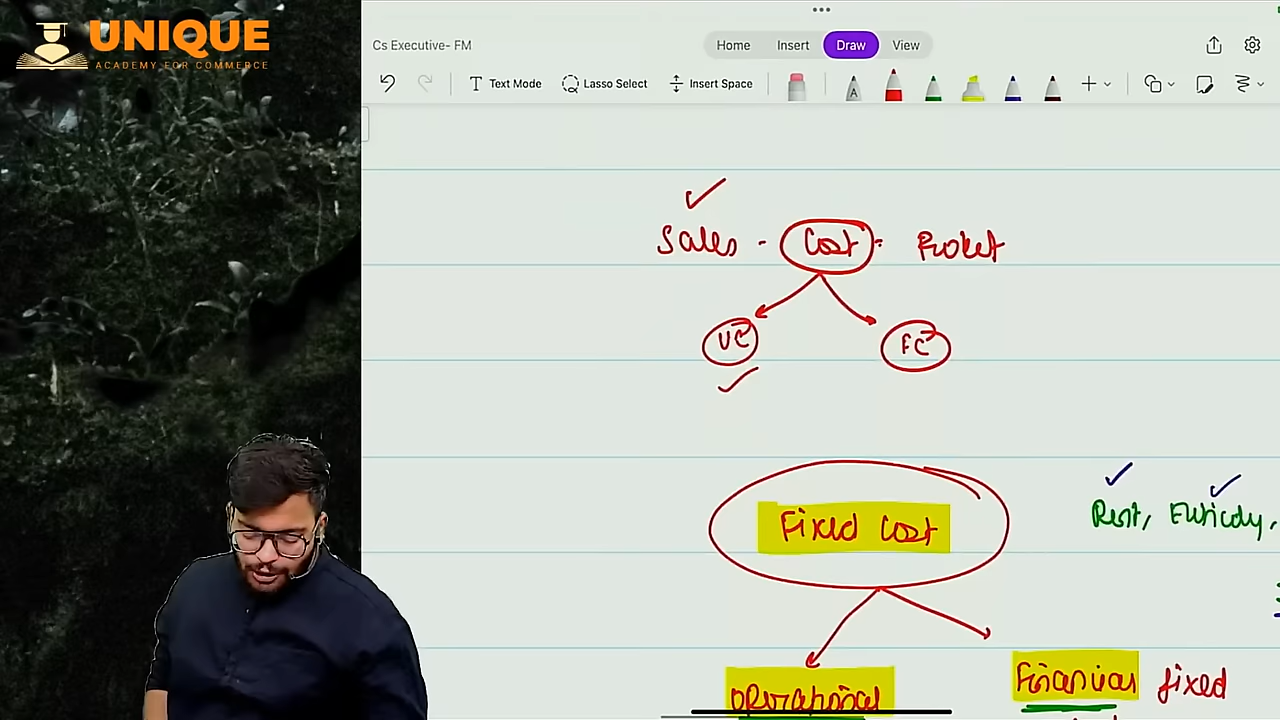 UNIQUE
ACADEMY FOR COMMERCE
Cs Executive- FM
Home Insert Draw View
Text Mode Lasso Select Insert Space
A
Sales - Cost = Profit
VC FC
Fixed Cost
Rent,
Operational
Financial fixed